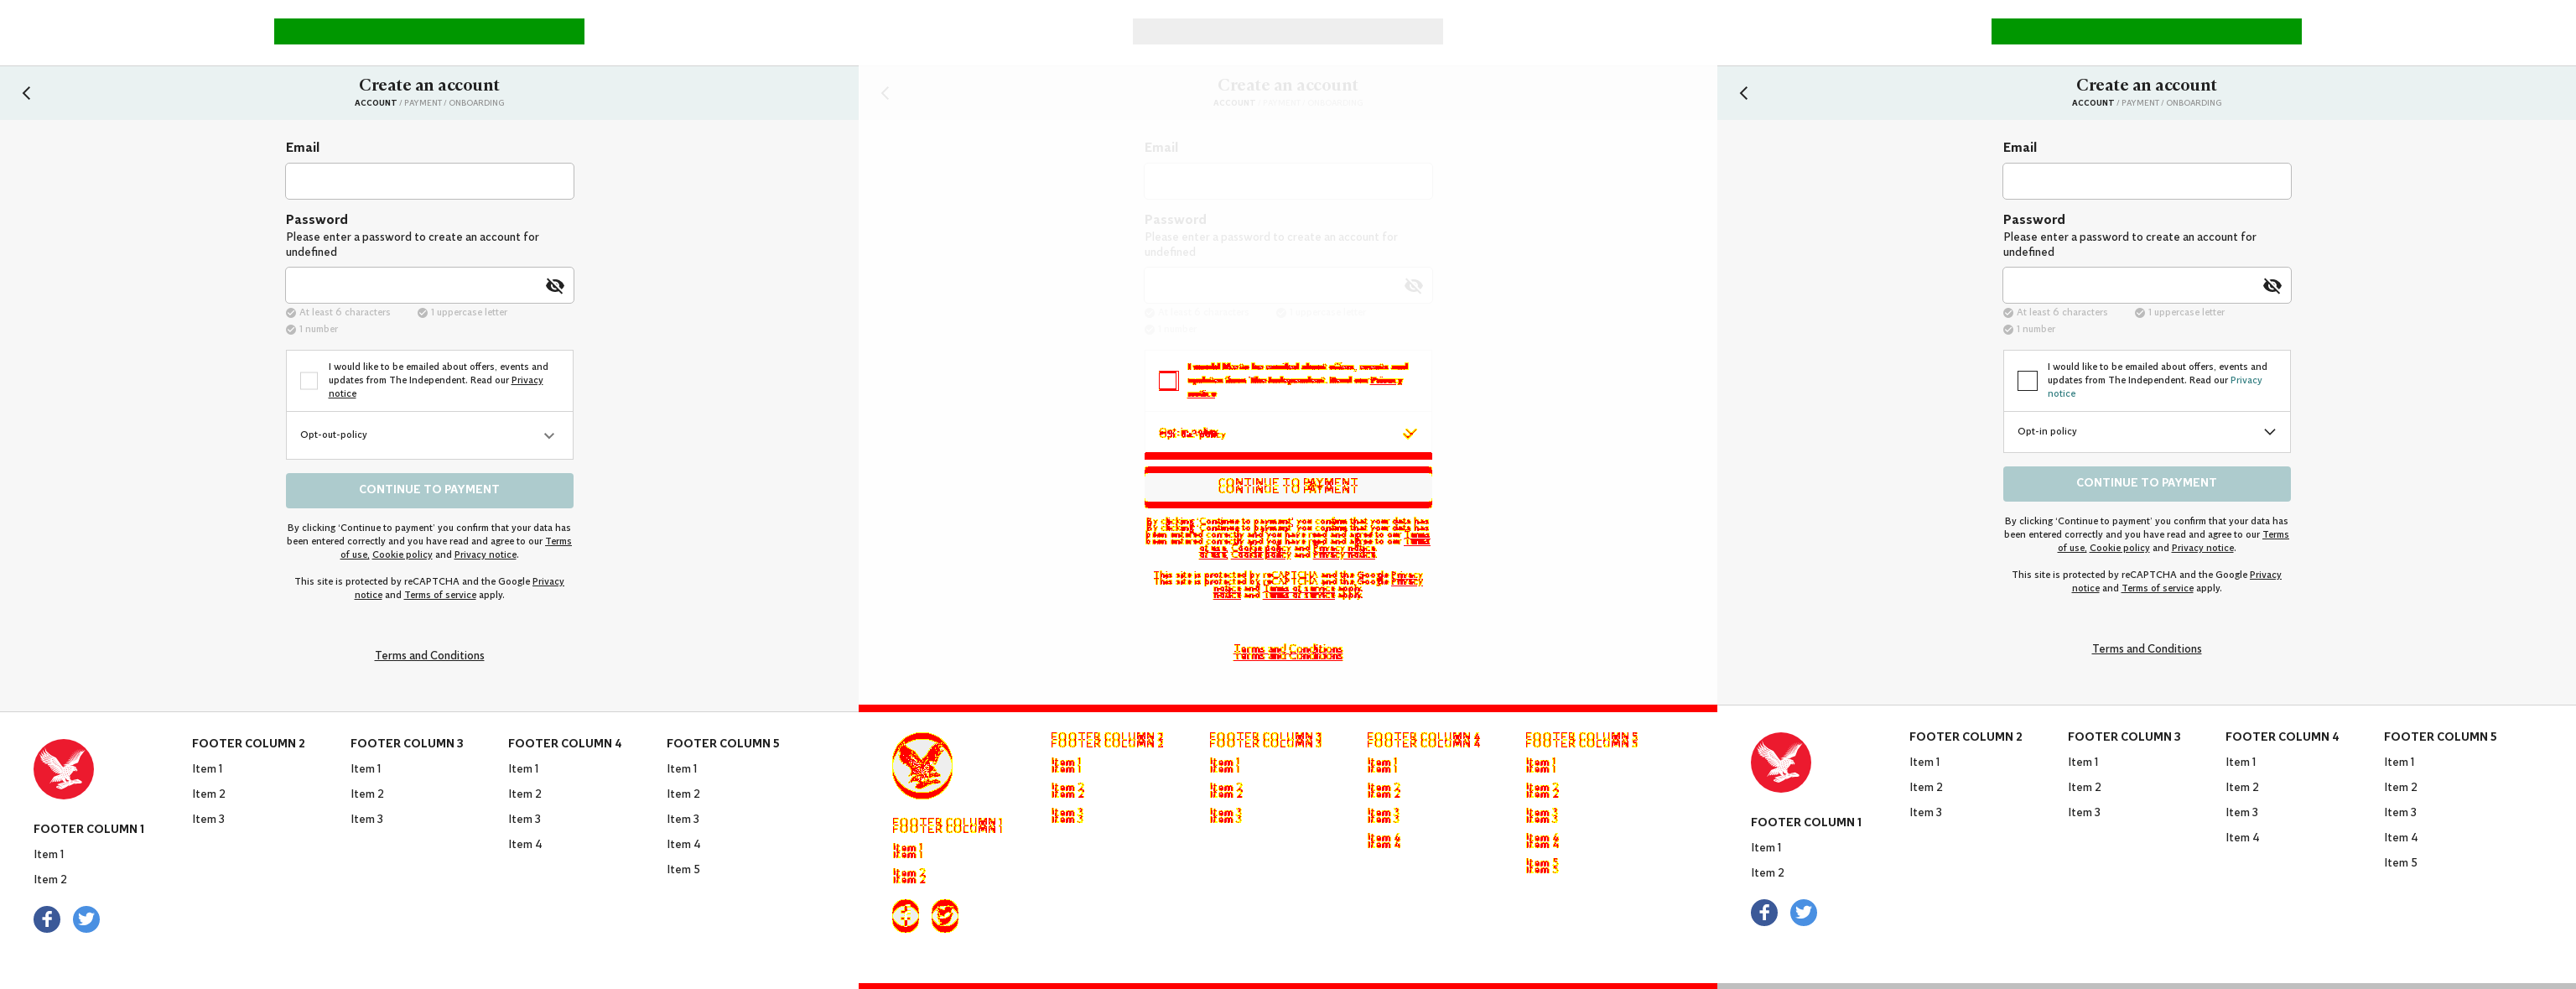 Create an account
ACCOUNT / PAYMENT / ONBOARDING
Email
Password
Please enter a password to create an account for
undefined
At least 6 characters
1 uppercase letter
1 number
I would like to be emailed about offers, events and
updates from The Independent. Read our Privacy
notice
Opt-out-policy
CONTINUE TO PAYMENT
By clicking ‘Continue to payment’ you confirm that your data has
been entered correctly and you have read and agree to our Terms
of use, Cookie policy and Privacy notice.
This site is protected by reCAPTCHA and the Google Privacy
notice and Terms of service apply.
Terms and Conditions
FOOTER COLUMN 1
Item 1
Item 2
FOOTER COLUMN 2
Item 1
Item 2
Item 3
FOOTER COLUMN 3
Item 1
Item 2
Item 3
FOOTER COLUMN 4
Item 1
Item 2
Item 3
Item 4
FOOTER COLUMN 5
Item 1
Item 2
Item 3
Item 4
Item 5
Create an account
ACCOUNT / PAYMENT / ONBOARDING
Email
Password
Please enter a password to create an account for
undefined
CONTINUE TO PAYMENT
Terms and Conditions
FOOTER COLUMN 1
Item 1
Item 2
FOOTER COLUMN 2
Item 1
Item 2
Item 3
FOOTER COLUMN 3
Item 1
Item 2
Item 3
FOOTER COLUMN 4
Item 1
Item 2
Item 3
Item 4
FOOTER COLUMN 5
Item 1
Item 2
Item 3
Item 4
Item 5
Create an account
ACCOUNT / PAYMENT / ONBOARDING
Email
Password
Please enter a password to create an account for
undefined
At least 6 characters
1 uppercase letter
1 number
I would like to be emailed about offers, events and
updates from The Independent. Read our Privacy
notice
Opt-in policy
CONTINUE TO PAYMENT
By clicking ‘Continue to payment’ you confirm that your data has
been entered correctly and you have read and agree to our Terms
of use, Cookie policy and Privacy notice.
This site is protected by reCAPTCHA and the Google Privacy
notice and Terms of service apply.
Terms and Conditions
FOOTER COLUMN 1
Item 1
Item 2
FOOTER COLUMN 2
Item 1
Item 2
Item 3
FOOTER COLUMN 3
Item 1
Item 2
Item 3
FOOTER COLUMN 4
Item 1
Item 2
Item 3
Item 4
FOOTER COLUMN 5
Item 1
Item 2
Item 3
Item 4
Item 5